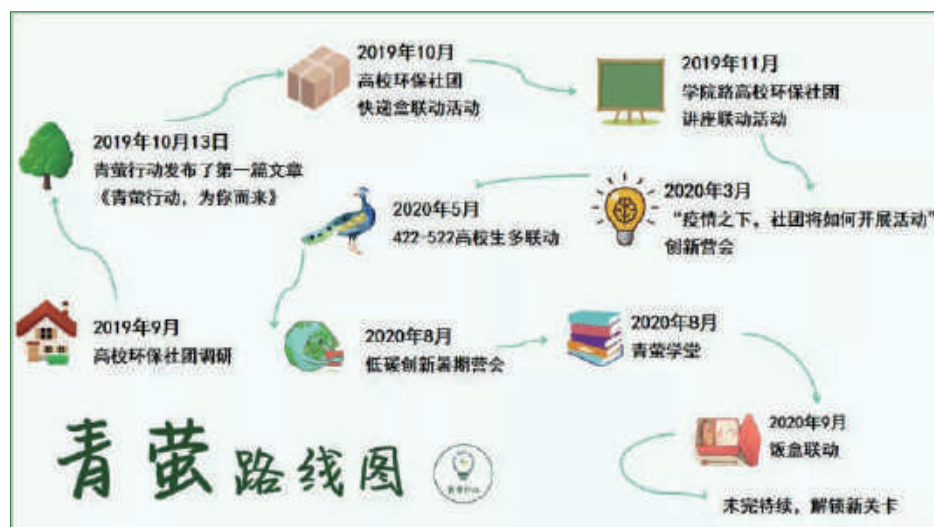 2019年9月
高校环保社团调研
2019年10月13日
青萤行动发布了第一篇文章
《青萤行动，为你而来》
2019年10月
高校环保社团
快递盒联动活动
2019年11月
学院路高校环保社团
讲座联动活动
2020年3月
“疫情之下，社团将如何开展活动”
创新营会
2020年5月
422-522高校生多联动
2020年8月
低碳创新暑期营会
2020年8月
青萤学堂
2020年9月
饭盒联动
未完待续，解锁新关卡
青萤路线图